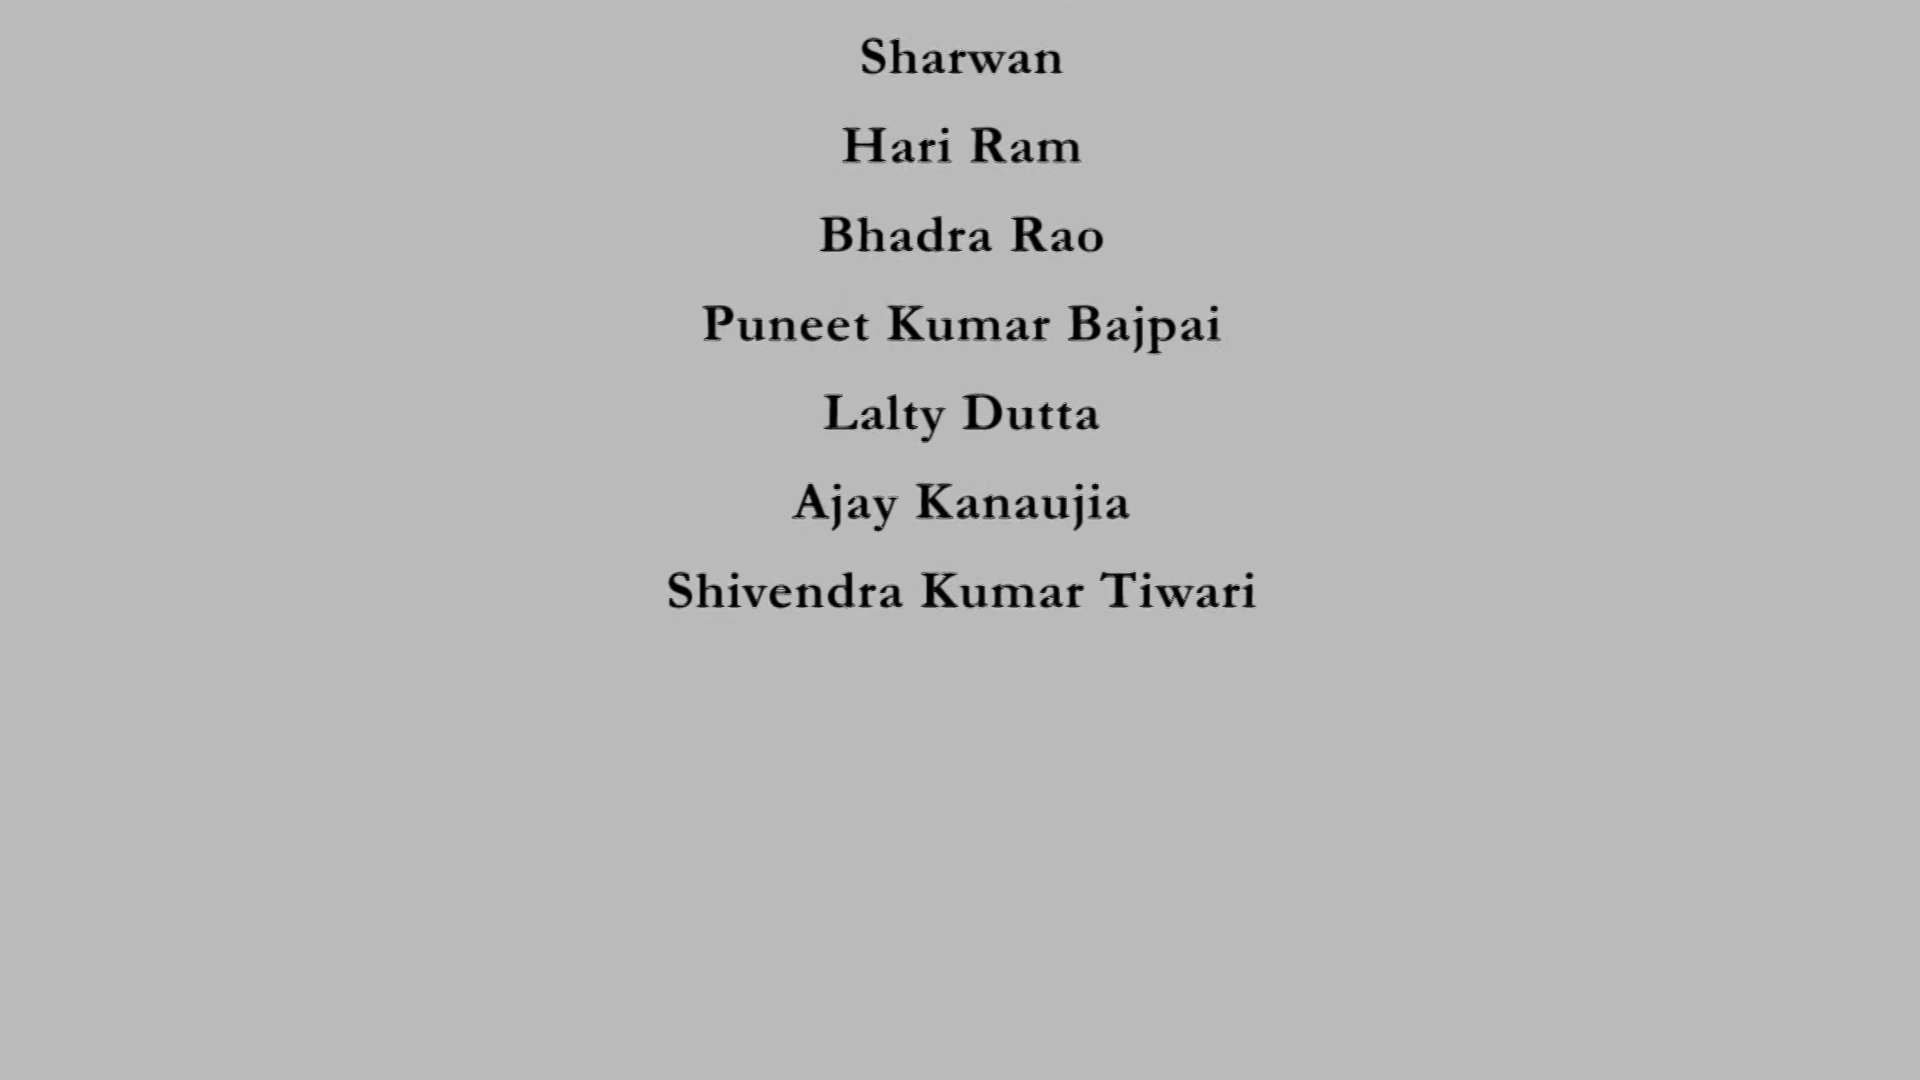 Sharwan
Hari Ram
Bhadra Rao
Puneet Kumar Bajpai
Lalty Dutta
Ajay Kanaujia
Shivendra Kumar Tiwari